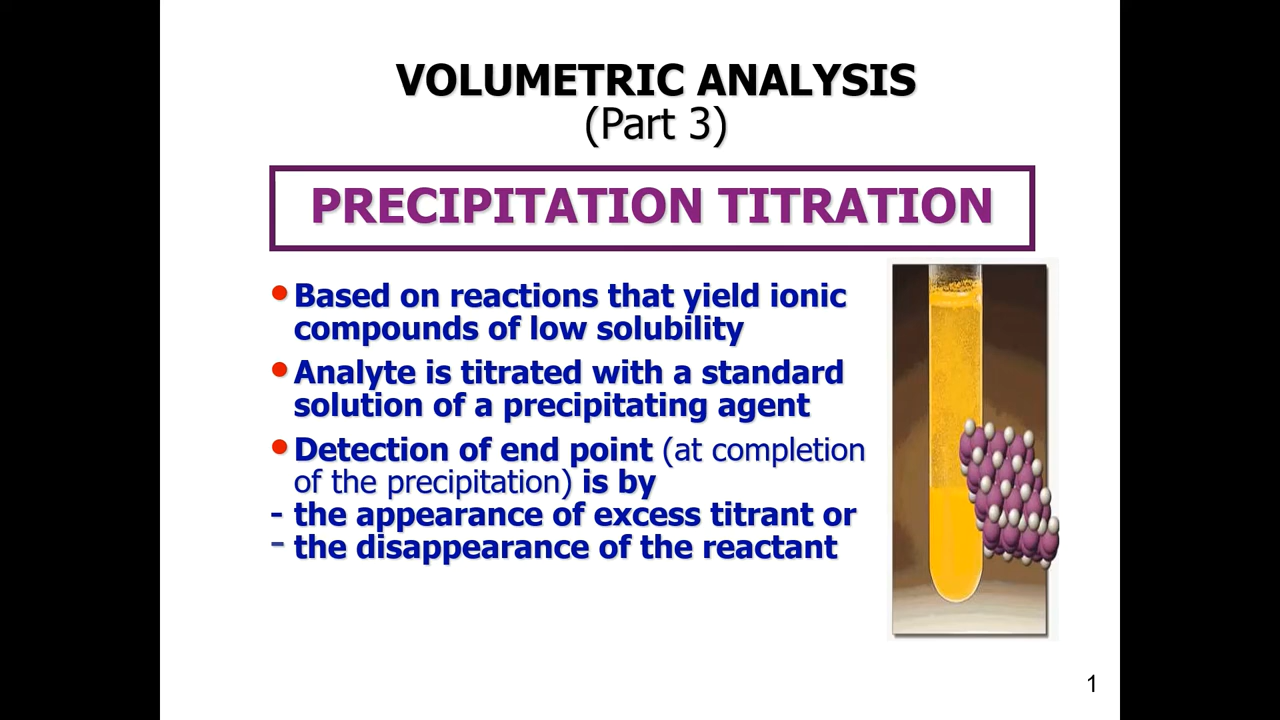 VOLUMETRIC ANALYSIS
(Part 3)
PRECIPITATION TITRATION
• Based on reactions that yield ionic
compounds of low solubility
• Analyte is titrated with a standard
solution of a precipitating agent
• Detection of end point (at completion
of the precipitation) is by
- the appearance of excess titrant or
- the disappearance of the reactant
1